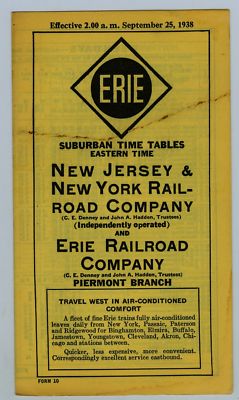 Effective 2.00 a. m. September 25, 1938
ERIE
SUBURBAN TIME TABLES
EASTERN TIME
NEW JERSEY &
NEW YORK RAIL-
ROAD COMPANY
(C. E. Denney and John A. Hadden, Trustees)
(Independently operated)
AND
ERIE RAILROAD
COMPANY
(C. E. Denney and John A. Hadden, Trustees)
PIERMONT BRANCH
TRAVEL WEST IN AIR-CONDITIONED
COMFORT
A fleet of fine Erie trains fully air-conditioned
leaves daily from New York, Passaic, Paterson
and Ridgewood for Binghamton, Elmira, Buffalo,
Jamestown, Youngstown, Cleveland, Akron, Chi-
cago and stations between.
Quicker, less expensive, more convenient.
Correspondingly excellent service eastbound.
FORM 10